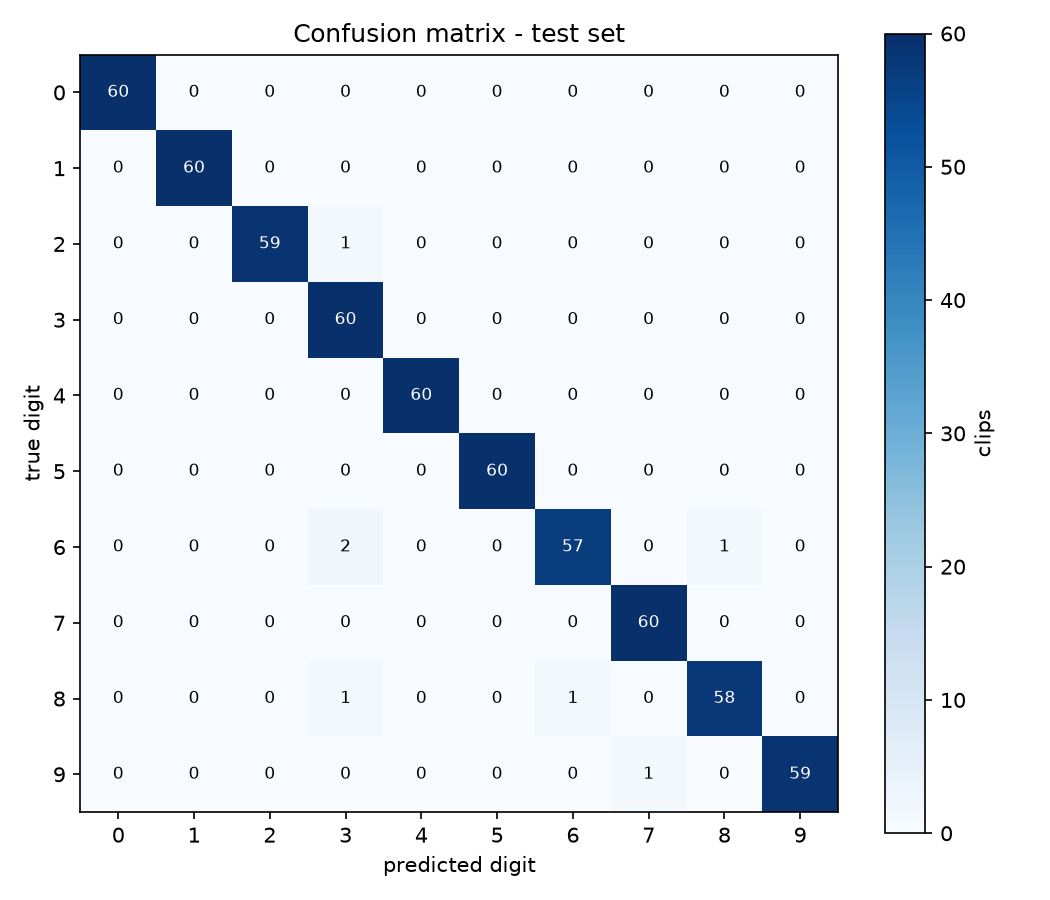 Confusion matrix - test set
0 60 0 0 0 0 0 0 0 0 0
1 0 60 0 0 0 0 0 0 0 0
2 0 0 59 1 0 0 0 0 0 0
3 0 0 0 60 0 0 0 0 0 0
4 0 0 0 0 60 0 0 0 0 0
5 0 0 0 0 0 60 0 0 0 0
6 0 0 0 2 0 0 57 0 1 0
7 0 0 0 0 0 0 0 60 0 0
8 0 0 0 1 0 0 1 0 58 0
9 0 0 0 0 0 0 0 1 0 59
0 1 2 3 4 5 6 7 8 9
predicted digit
true digit
60
50
40
30
20
10
0
clips